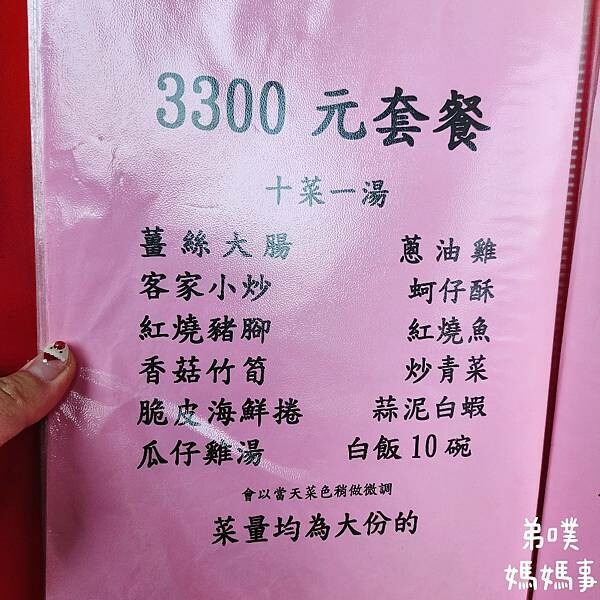 3300 元套餐
十菜一湯
薑絲大腸 蔥油雞
客家小炒 蚵仔酥
紅燒豬腳 紅燒魚
香菇竹筍 炒青菜
脆皮海鮮捲 蒜泥白蝦
瓜仔雞湯 白飯10碗
會以當天菜色稍做微調
菜量均為大份的
弟噗
媽媽事